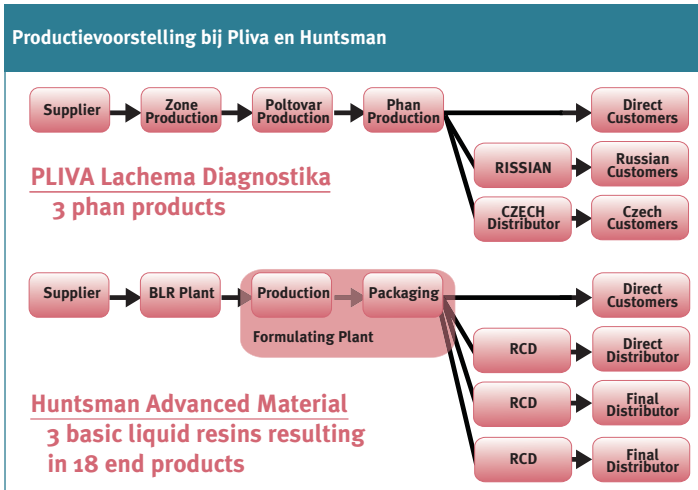 Productievoorstelling bij Pliva en Huntsman
Supplier
Zone
Production
Poltovar
Production
Phan
Production
Direct
Customers
RISSIAN
Russian
Customers
CZECH
Distributor
Czech
Customers
PLIVA Lachema Diagnostika
3 phan products
Supplier
BLR Plant
Production
Packaging
Formulating Plant
Direct
Customers
RCD
Direct
Distributor
RCD
Final
Distributor
RCD
Final
Distributor
Huntsman Advanced Material
3 basic liquid resins resulting
in 18 end products